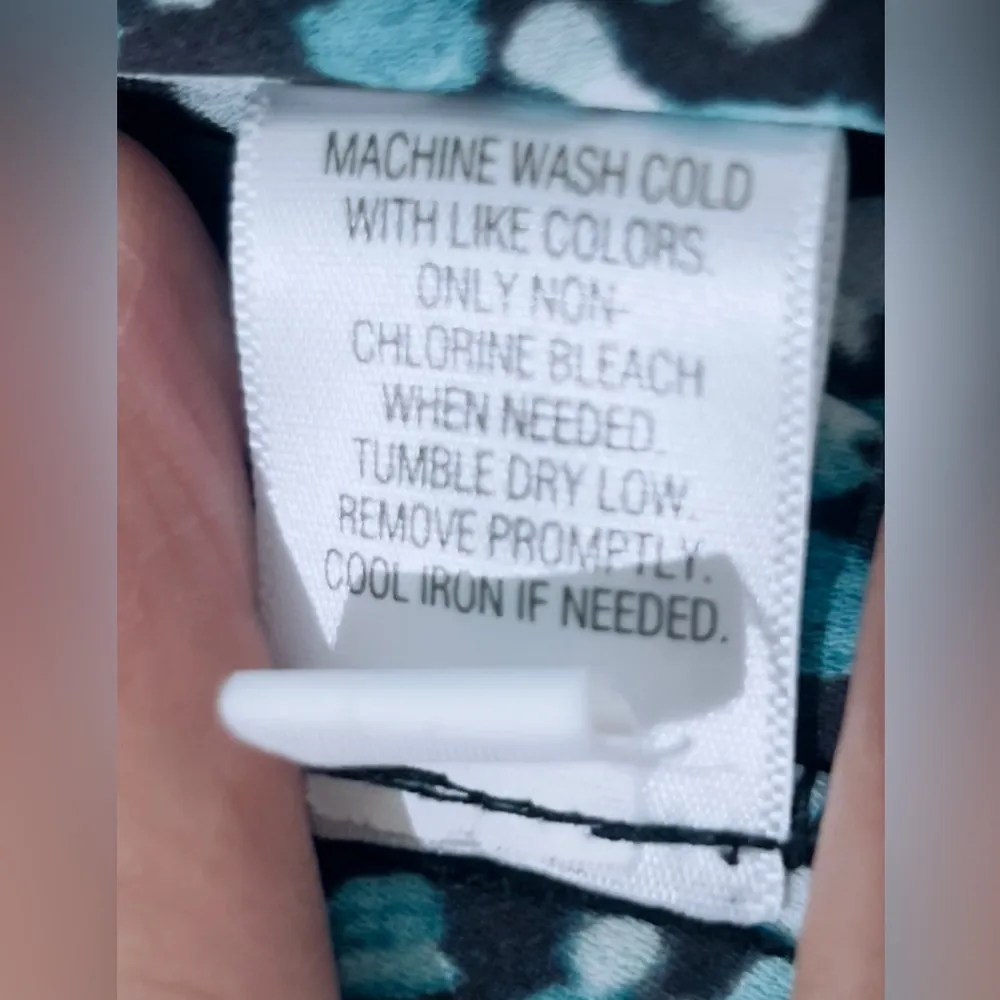 MACHINE WASH COLD
WITH LIKE COLORS.
ONLY NON-
CHLORINE BLEACH
WHEN NEEDED.
TUMBLE DRY LOW.
REMOVE PROMPTLY.
COOL IRON IF NEEDED.